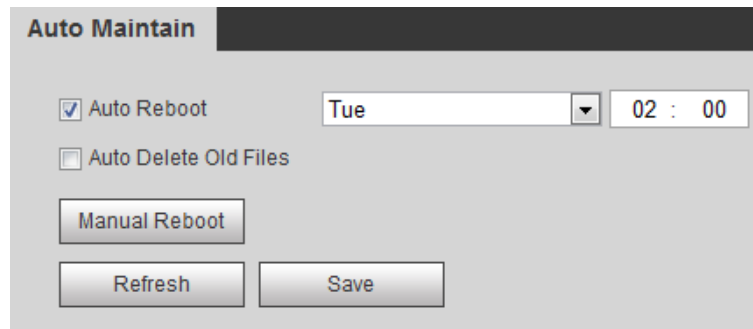 Auto Maintain
Auto Reboot Tue 02 : 00
Auto Delete Old Files
Manual Reboot
Refresh Save